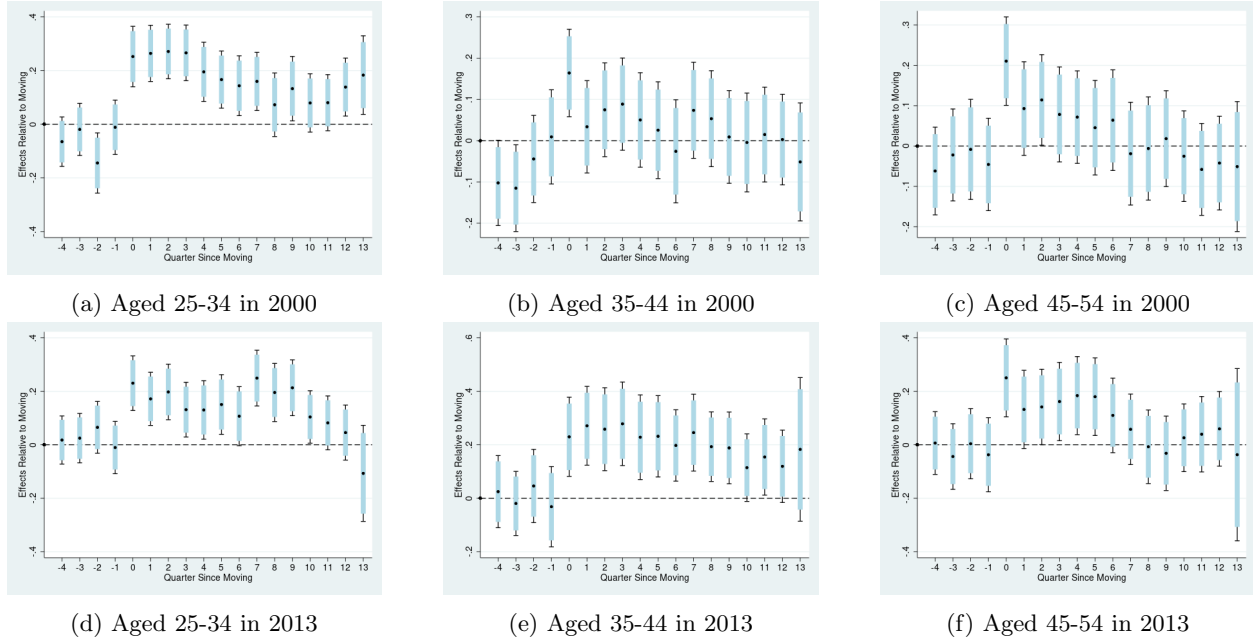 .4
.2
0
-.2
-.4
Effects Relative to Moving
-4 -3 -2 -1 0 1 2 3 4 5 6 7 8 9 10 11 12 13
Quarter Since Moving
(a) Aged 25-34 in 2000
.3
.2
.1
0
-.1
-.2
Effects Relative to Moving
-4 -3 -2 -1 0 1 2 3 4 5 6 7 8 9 10 11 12 13
Quarter Since Moving
(b) Aged 35-44 in 2000
.3
.2
.1
0
-.1
-.2
Effects Relative to Moving
-4 -3 -2 -1 0 1 2 3 4 5 6 7 8 9 10 11 12 13
Quarter Since Moving
(c) Aged 45-54 in 2000
.4
.2
0
-.2
-.4
Effects Relative to Moving
-4 -3 -2 -1 0 1 2 3 4 5 6 7 8 9 10 11 12 13
Quarter Since Moving
(d) Aged 25-34 in 2013
.6
.4
.2
0
-.2
Effects Relative to Moving
-4 -3 -2 -1 0 1 2 3 4 5 6 7 8 9 10 11 12 13
Quarter Since Moving
(e) Aged 35-44 in 2013
.4
.2
0
-.2
-.4
Effects Relative to Moving
-4 -3 -2 -1 0 1 2 3 4 5 6 7 8 9 10 11 12 13
Quarter Since Moving
(f) Aged 45-54 in 2013